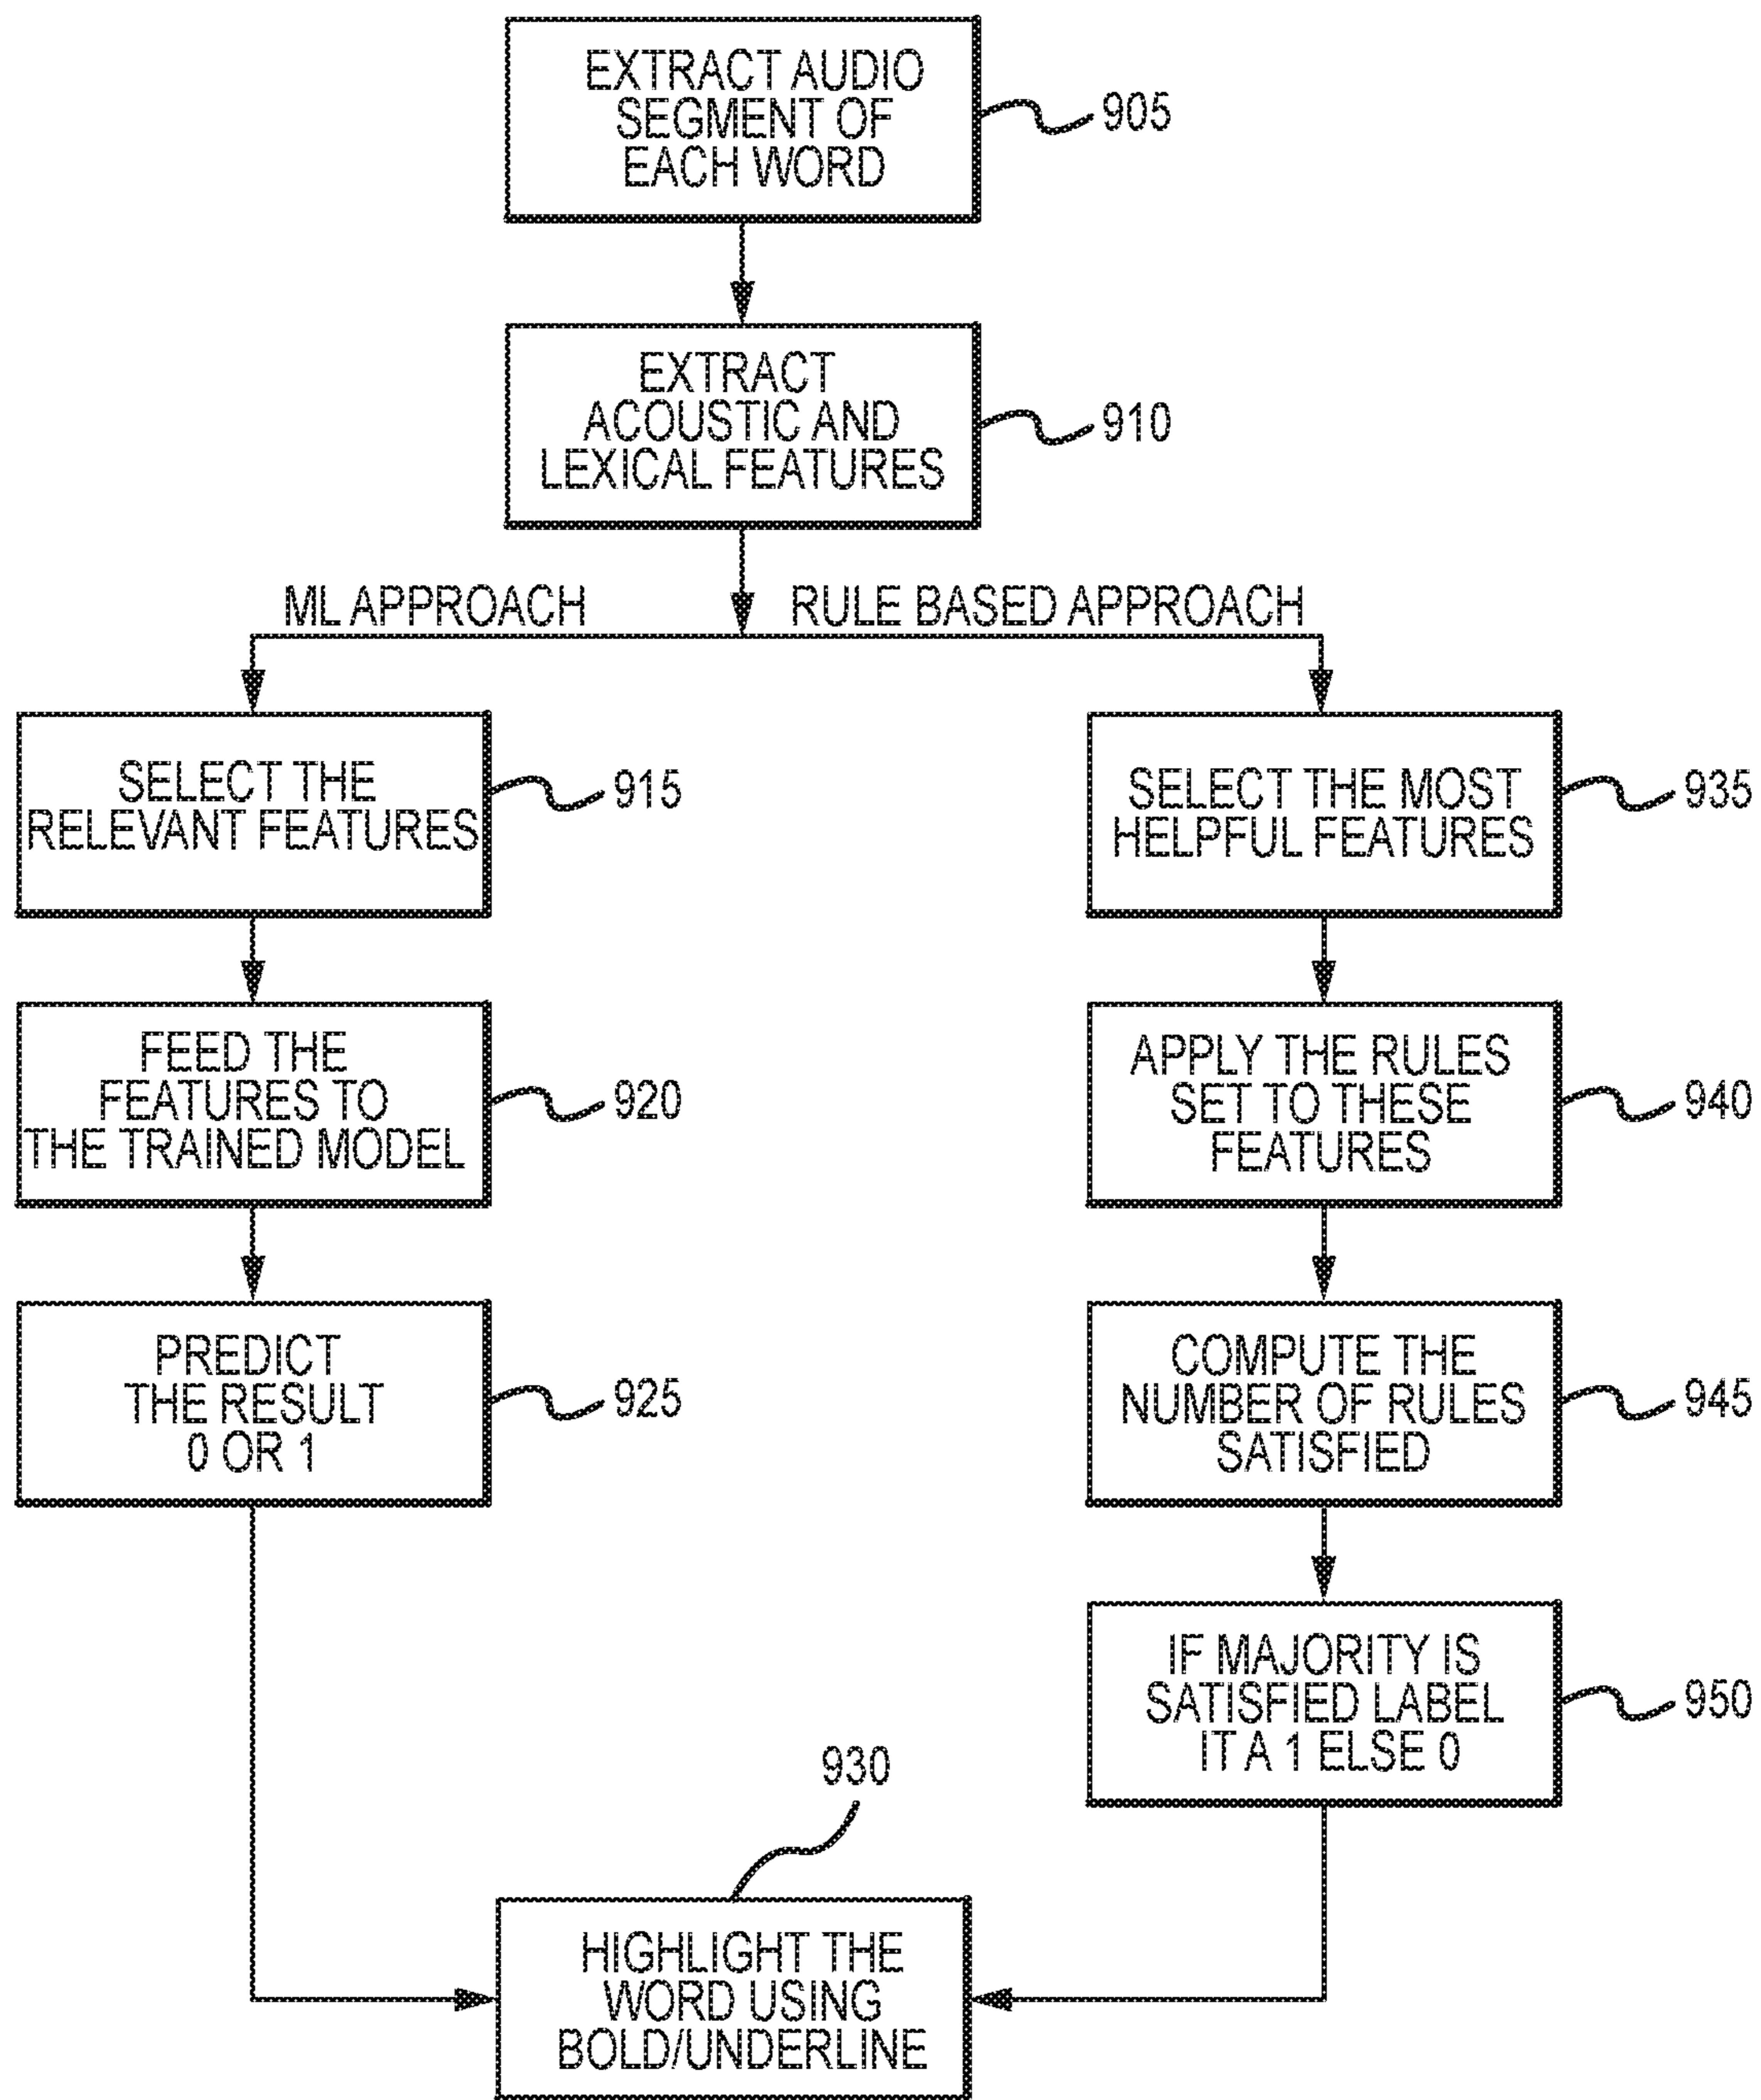 EXTRACT AUDIO
SEGMENT OF
EACH WORD
905
EXTRACT
ACOUSTIC AND
LEXICAL FEATURES
910
ML APPROACH
RULE BASED APPROACH
SELECT THE
RELEVANT FEATURES
915
FEED THE
FEATURES TO
THE TRAINED MODEL
920
PREDICT
THE RESULT
0 OR 1
925
SELECT THE MOST
HELPFUL FEATURES
935
APPLY THE RULES
SET TO THESE
FEATURES
940
COMPUTE THE
NUMBER OF RULES
SATISFIED
945
IF MAJORITY IS
SATISFIED LABEL
IT A 1 ELSE 0
950
930
HIGHLIGHT THE
WORD USING
BOLD/UNDERLINE